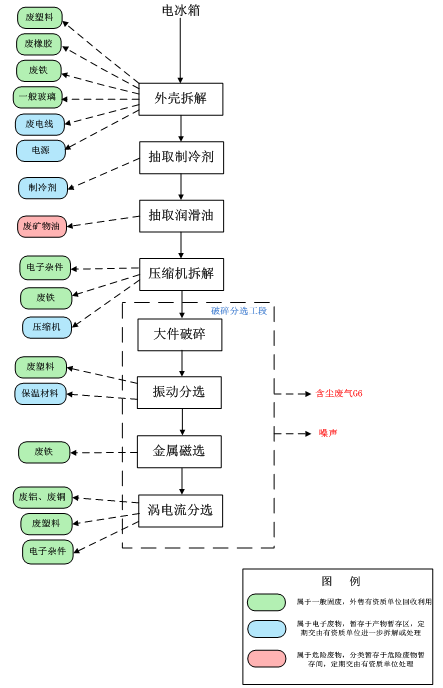 电冰箱
废塑料
废橡胶
废铁
一般玻璃
废电线
电源
外壳拆解
制冷剂
抽取制冷剂
废矿物油
抽取润滑油
电子杂件
废铁
压缩机
压缩机拆解
破碎分选工段
大件破碎
废塑料
保温材料
振动分选
含尘废气G6
噪声
废铁
金属磁选
废铝、废铜
废塑料
电子杂件
涡电流分选
图 例
属于一般固废，外售有资质单位回收利用
属于电子废物，暂存于产物暂存区，定
期交由有资质单位进一步拆解或处理
属于危险废物，分类暂存于危险废物暂
存间，定期交由有资质单位处理